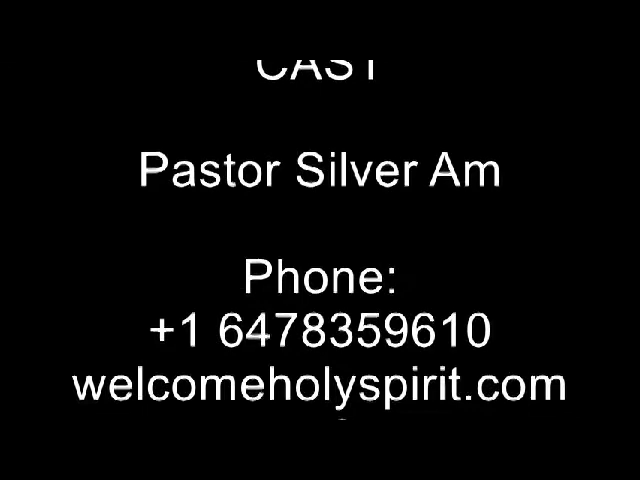 CAST
Pastor Silver Am
Phone:
+1 6478359610
welcomeholyspirit.com